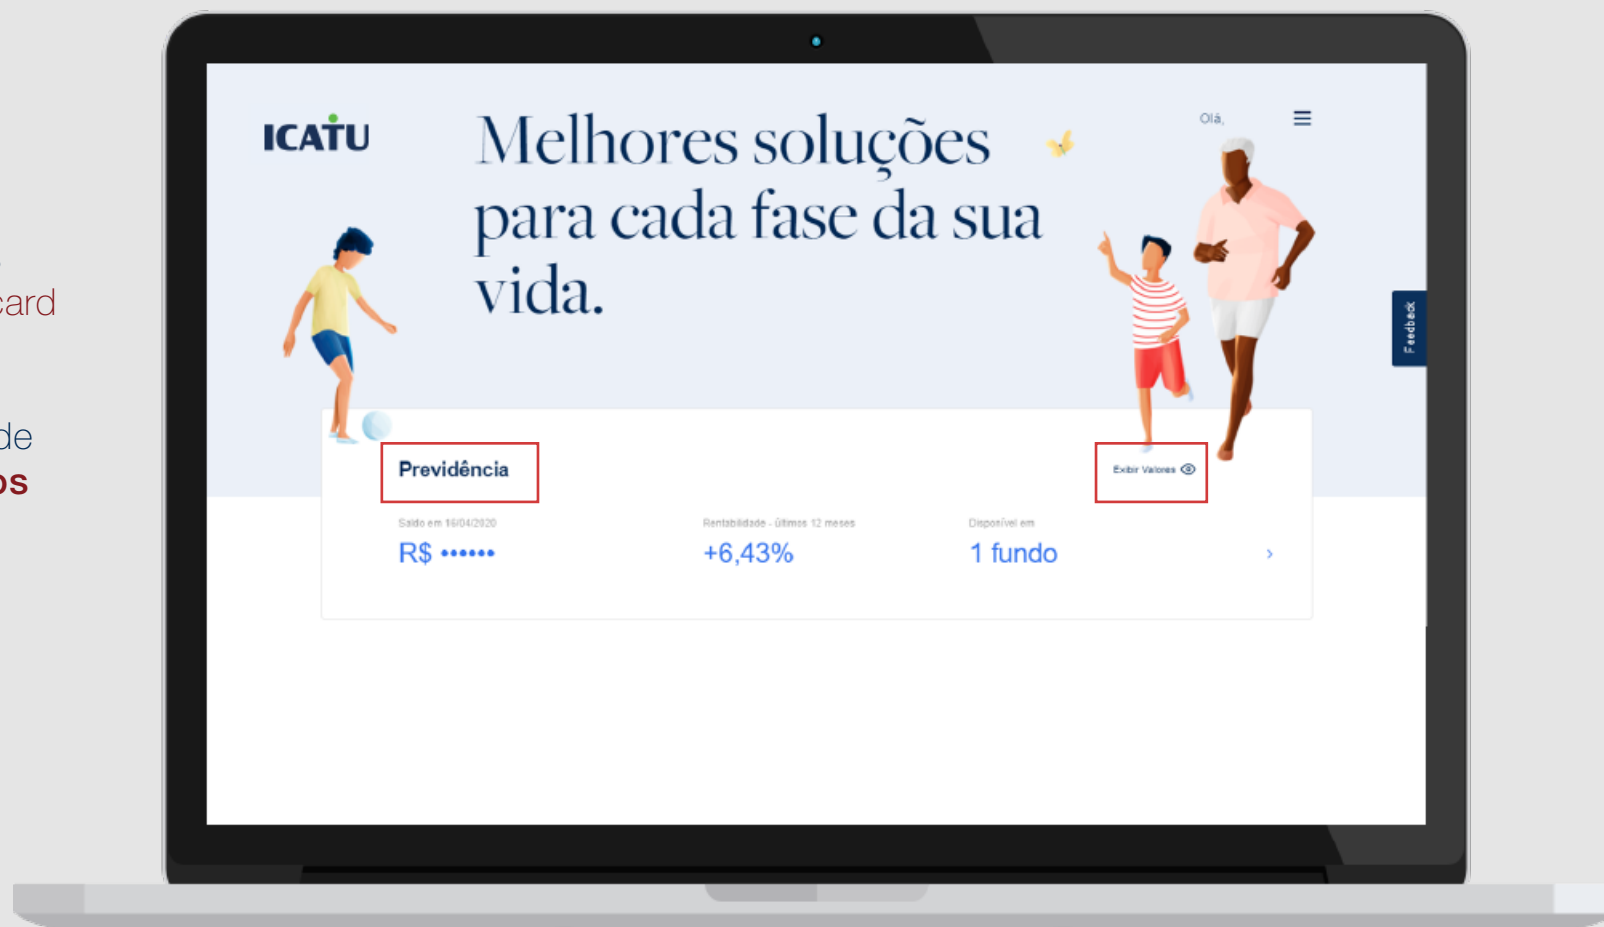 card
de
os
ICATU
Melhores soluções
para cada fase da sua
vida.
Olá,
Feedback
Previdência
Exibir Valores
Saldo em 16/04/2020
Rentabilidade - últimos 12 meses
Disponível em
R$ ••••••
+6,43%
1 fundo